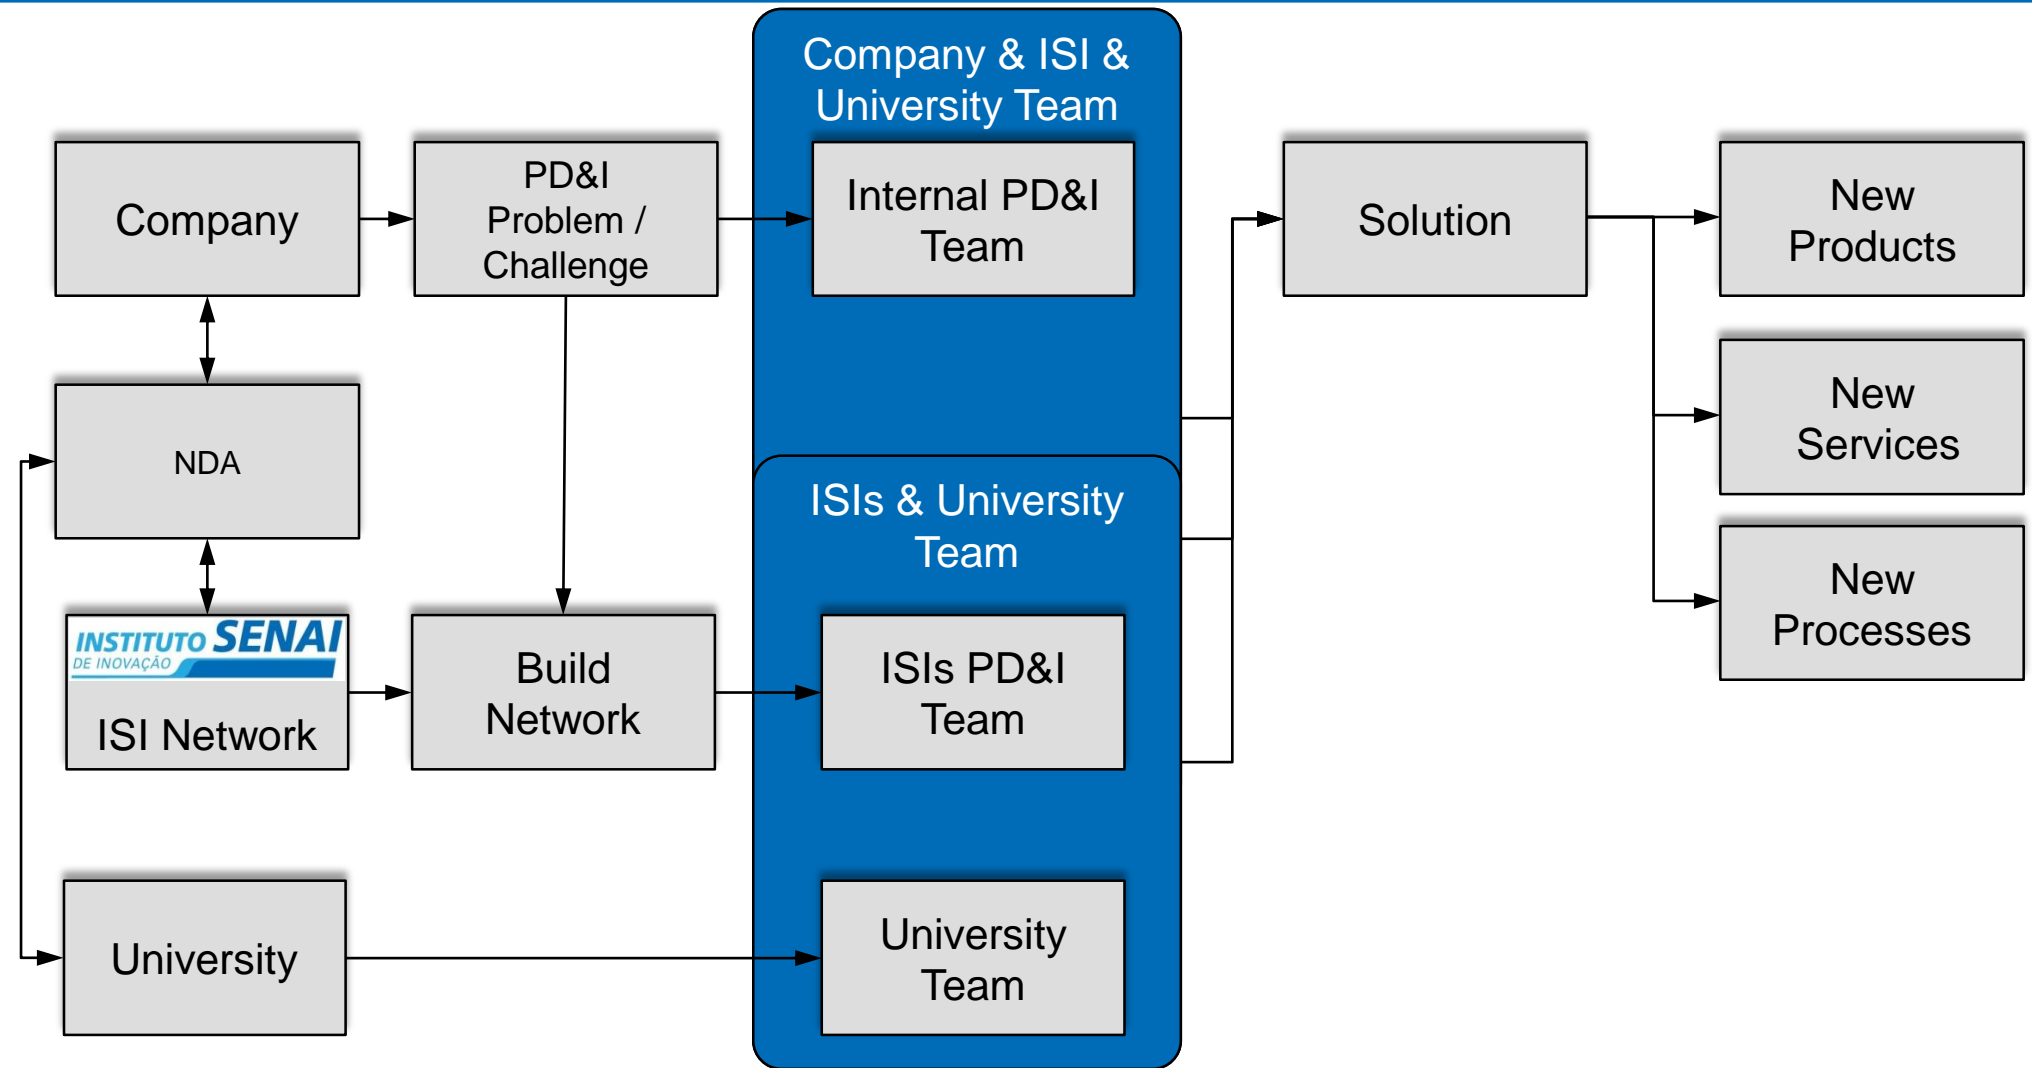 Company & ISI &
University Team
Company
PD&I
Problem /
Challenge
Internal PD&I
Team
Solution
New
Products
NDA
New
Services
ISIs & University
Team
INSTITUTO SENAI
DE INOVAÇÃO
ISI Network
Build
Network
ISIs PD&I
Team
New
Processes
University
University
Team